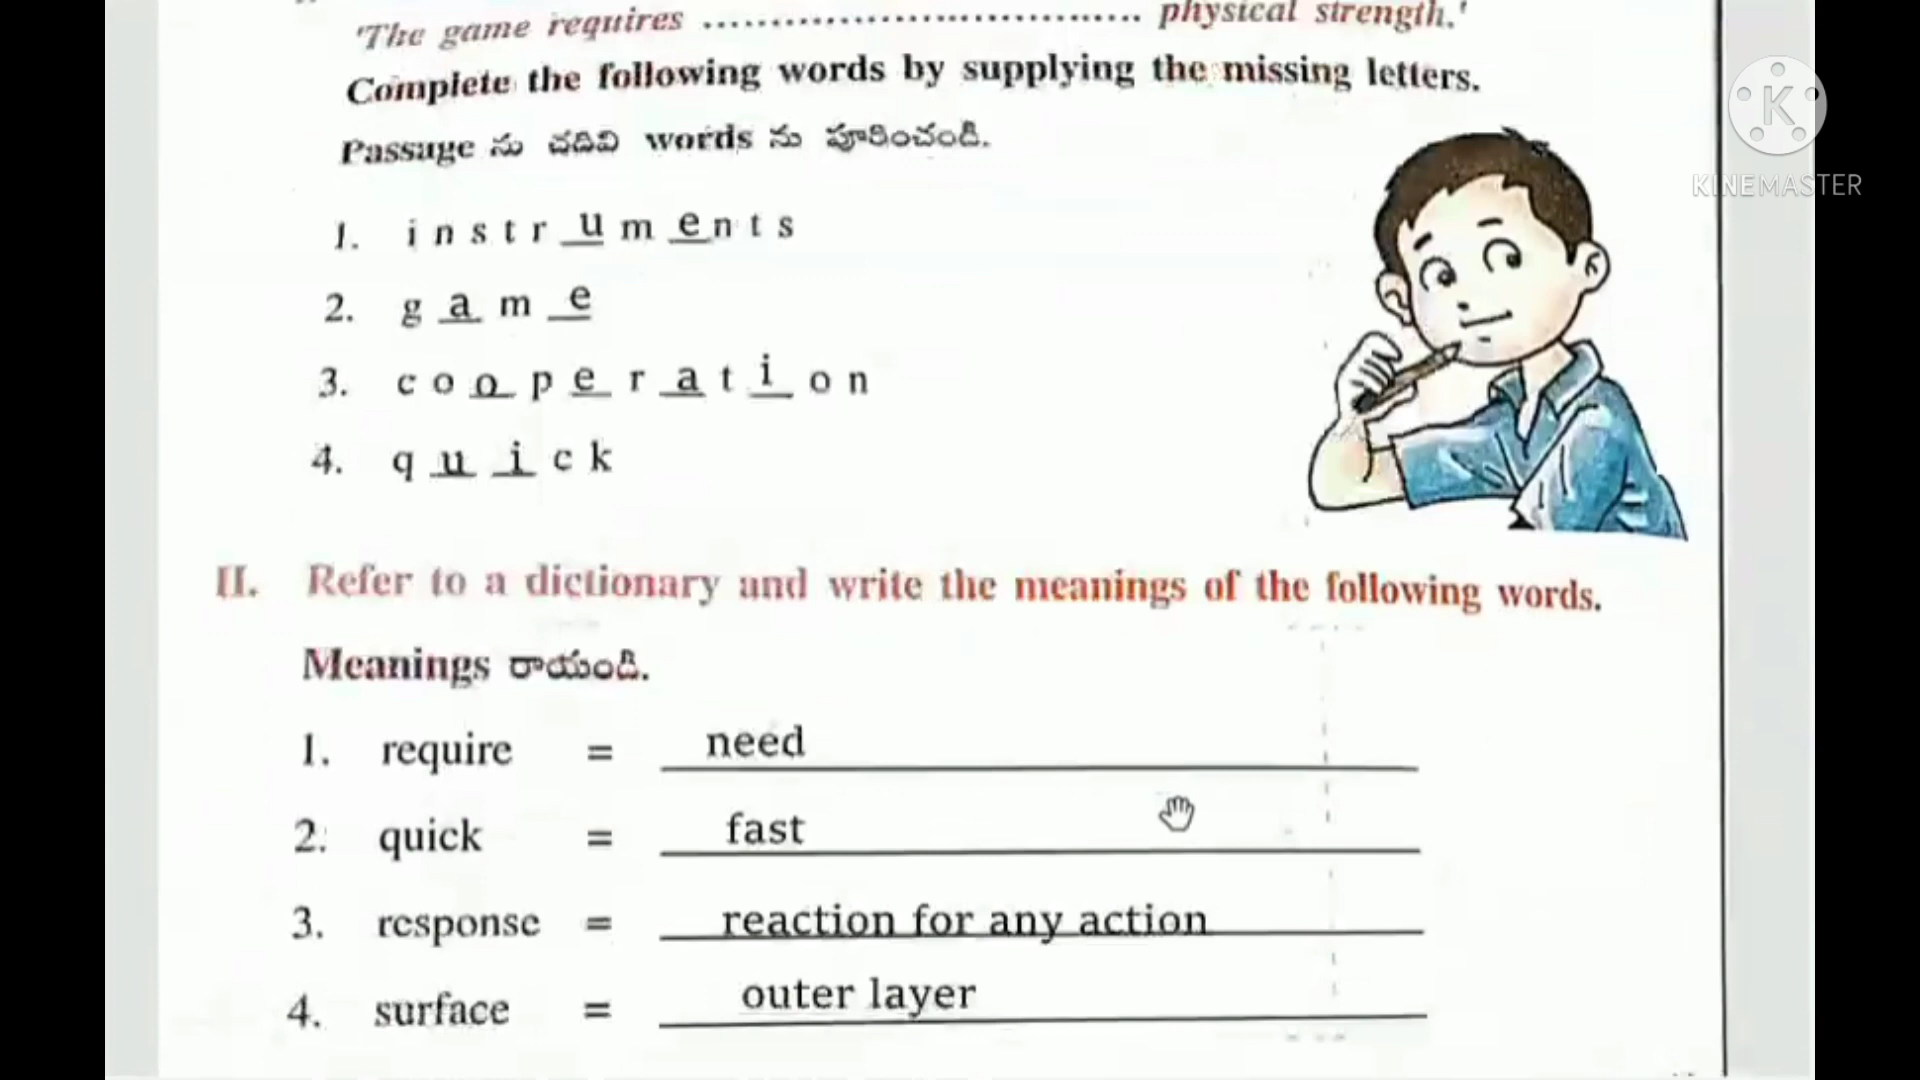 'The game requires ................................. physical strength.'
Complete the following words by supplying the missing letters.
Passage ను చదివి words ను పూరించండి.
1. i n s t r u m e n t s
2. g a m e
3. c o o p e r a t i o n
4. q u i c k
II. Refer to a dictionary and write the meanings of the following words.
Meanings రాయండి.
1. require = need
2. quick = fast
3. response = reaction for any action
4. surface = outer layer
K
KINEMASTER